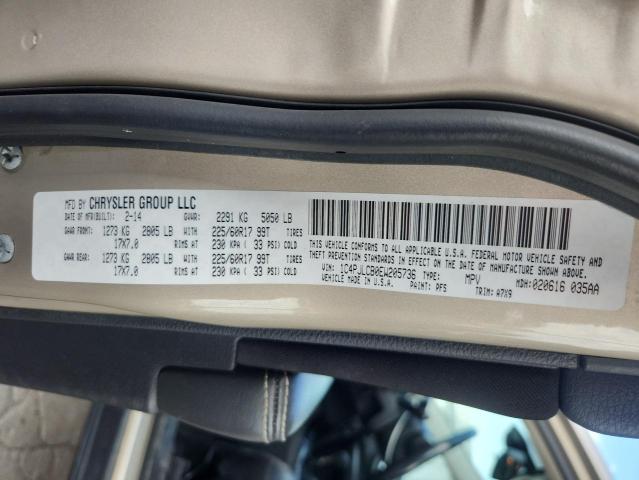 MFD BY CHRYSLER GROUP LLC
DATE OF MFR(BUILT): 2-14 GVWR: 2291 KG 5050 LB
GAWR FRONT: 1273 KG 2805 LB WITH 225/60R17 99T TIRES
17X7.0 RIMS AT 230 KPA ( 33 PSI) COLD
GAWR REAR: 1273 KG 2805 LB WITH 225/60R17 99T TIRES
17X7.0 RIMS AT 230 KPA ( 33 PSI) COLD
THIS VEHICLE CONFORMS TO ALL APPLICABLE U.S.A. FEDERAL MOTOR VEHICLE SAFETY AND
THEFT PREVENTION STANDARDS IN EFFECT ON THE DATE OF MANUFACTURE SHOWN ABOVE.
VIN: 1C4PJLCB0EW205736 TYPE: MPV MDH: 020616 035AA
VEHICLE MADE IN U.S.A. PAINT: PFS TRIM: A7X9